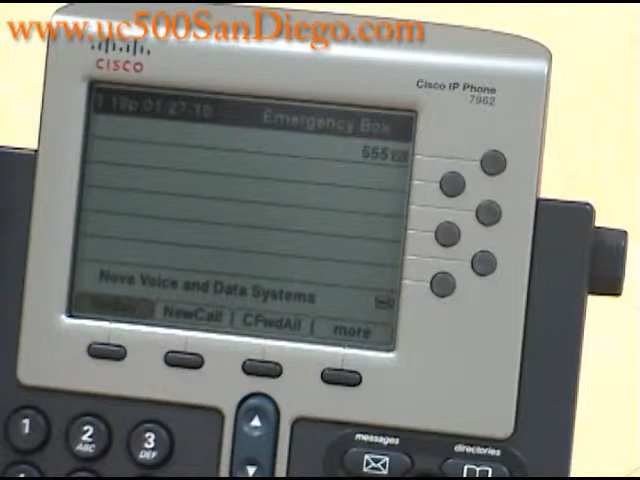 www.uc500SanDiego.com
CISCO
Cisco IP Phone
7962
Emergency Box
555
Nova Voice and Data Systems
NewCall CFwdAll more
1
2
ABC
3
DEF
messages
directories